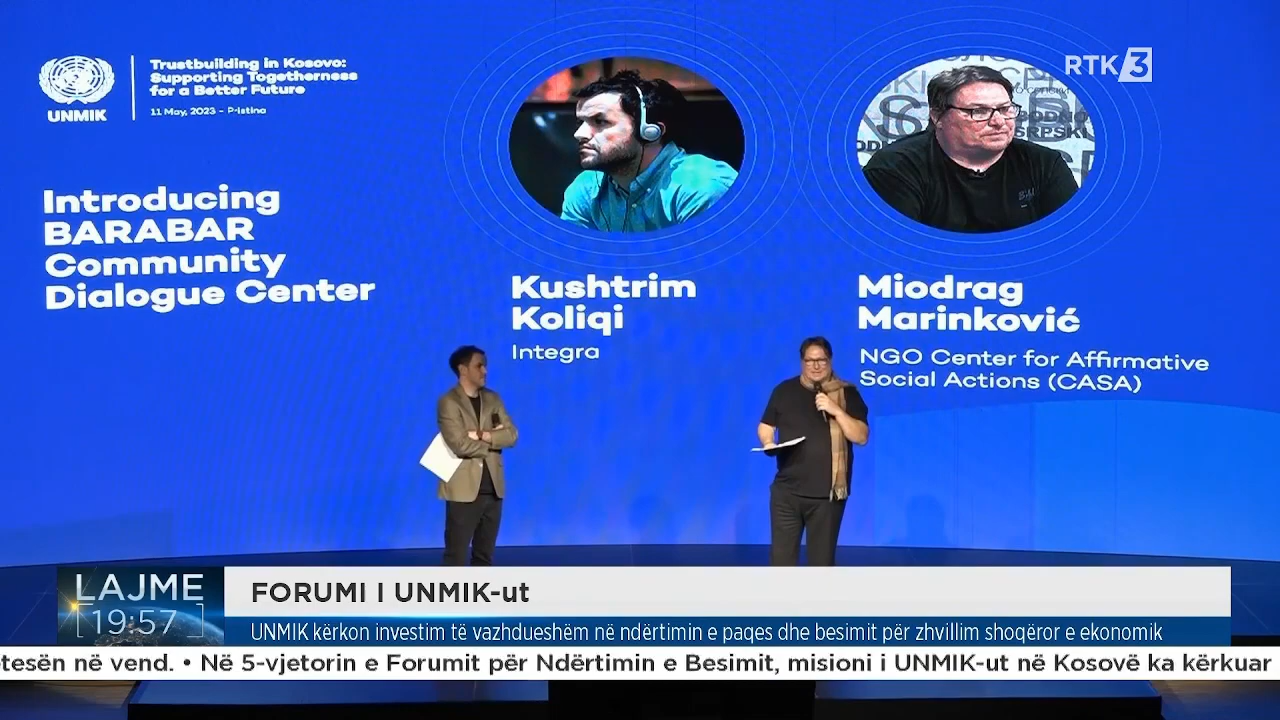 RTK 3
UNMIK
Trustbuilding in Kosovo:
Supporting Togetherness
for a Better Future
11 May, 2023 - Pristina
Introducing
BARABAR
Community
Dialogue Center
SRPSKI
Kushtrim
Koliqi
Integra
Miodrag
Marinković
NGO Center for Affirmative
Social Actions (CASA)
LAJME
19:57
FORUMI I UNMIK-ut
UNMIK kërkon investim të vazhdueshëm në ndërtimin e paqes dhe besimit për zhvillim shoqëror e ekonomik
tesën në vend. • Në 5-vjetorin e Forumit për Ndërtimin e Besimit, misioni i UNMIK-ut në Kosovë ka kërkuar